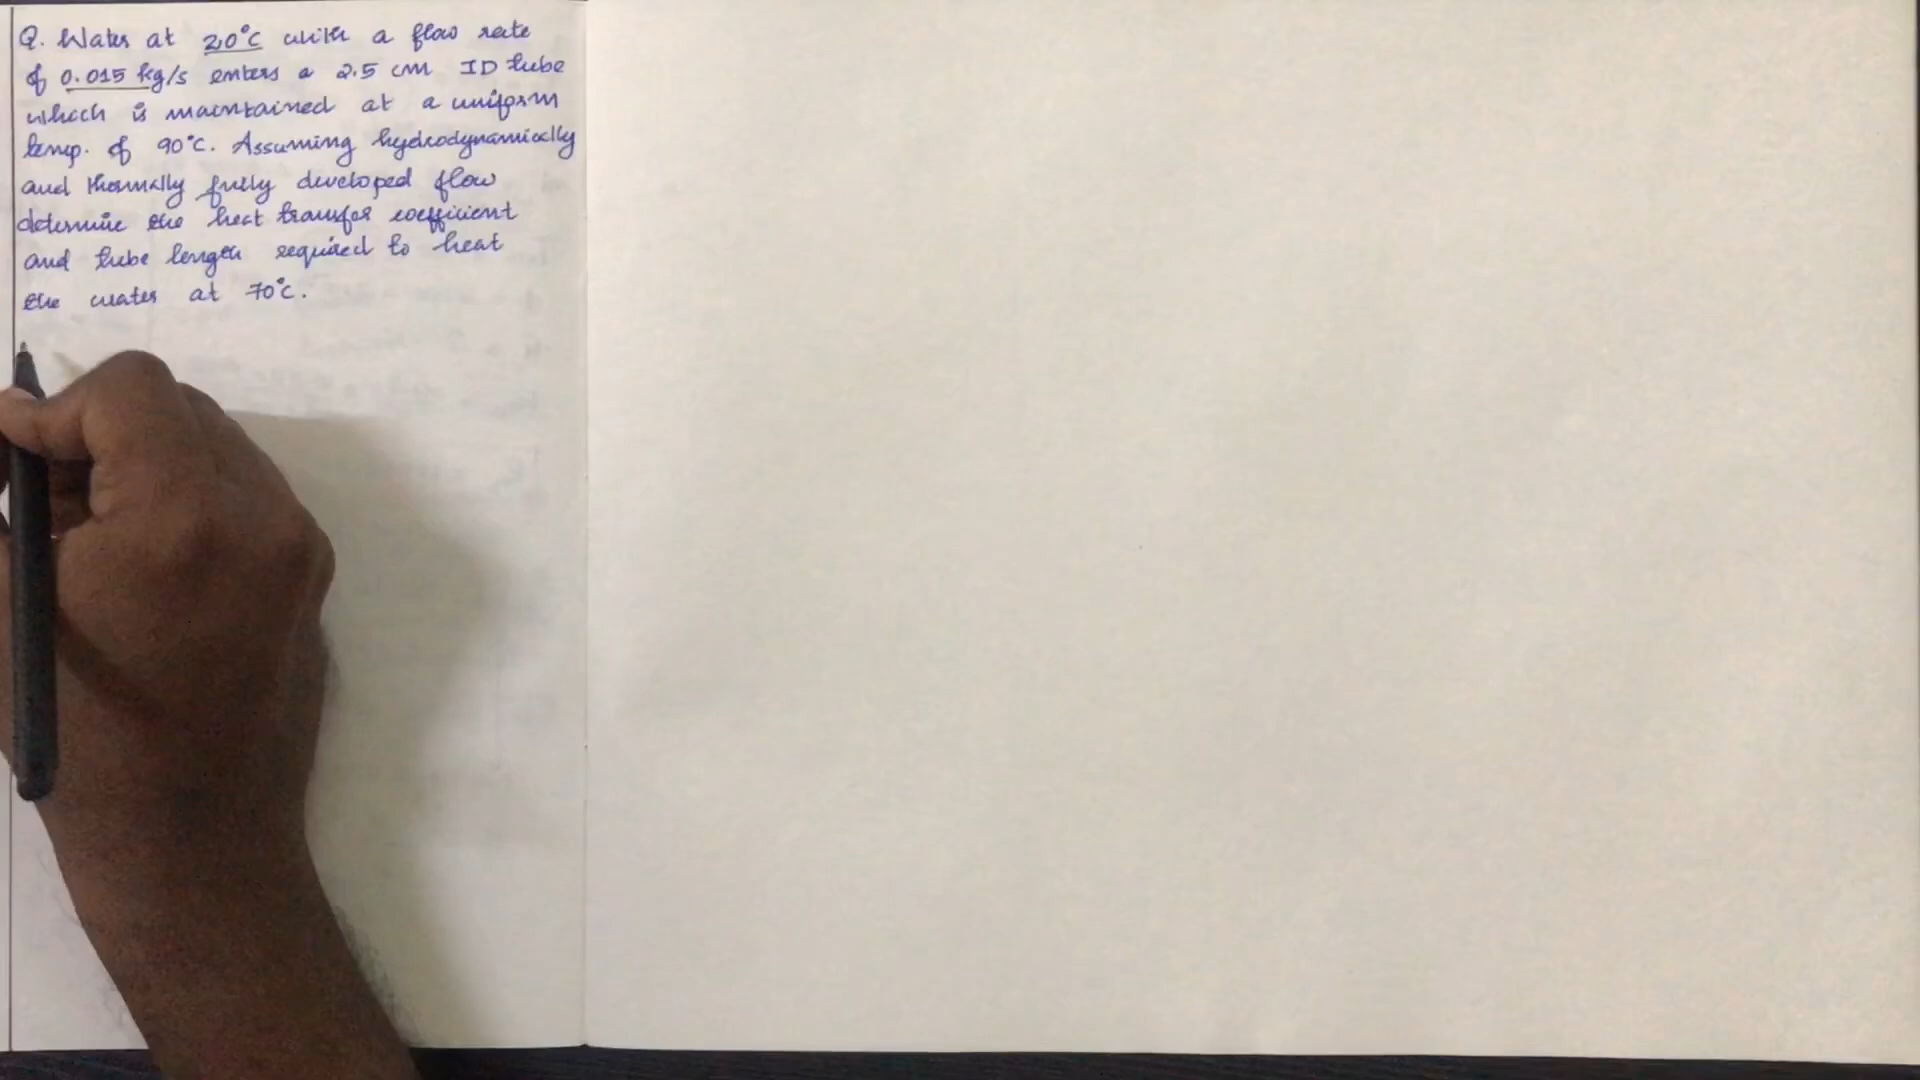 Q. Water at 20°C with a flow rate
of 0.015 kg/s enters a 2.5 cm ID tube
which is maintained at a uniform
temp. of 90°C. Assuming hydrodynamically
and thermally fully developed flow
determine the heat transfer coefficient
and tube length required to heat
the water at 70°C.